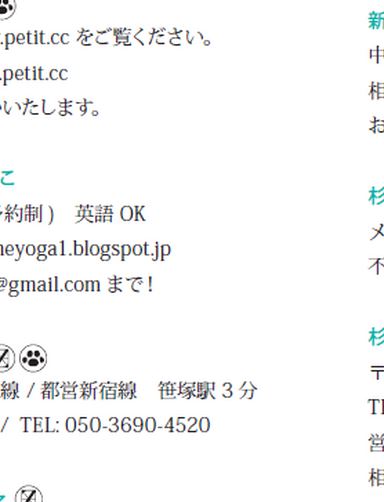 .petit.cc をご覧ください。
.petit.cc
いたします。
こ
約制 )　英語 OK
neyoga1.blogspot.jp
@gmail.com まで！
Z
線 / 都営新宿線　笹塚駅 3 分
/ TEL: 050-3690-4520
Z
新
中
相
お
杉
メ
不
杉
〒
TE
営
相